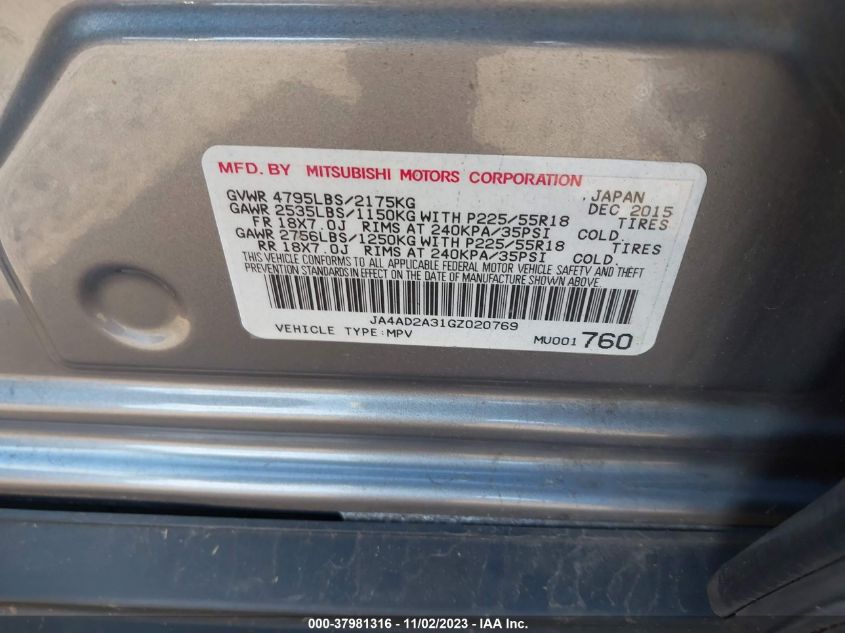 MFD. BY MITSUBISHI MOTORS CORPORATION JAPAN
GVWR 4795LBS/2175KG DEC 2015
GAWR 2535LBS/1150KG WITH P225/55R18 TIRES
FR 18X7.0J RIMS AT 240KPA/35PSI COLD.
GAWR 2756LBS/1250KG WITH P225/55R18 TIRES
RR 18X7.0J RIMS AT 240KPA/35PSI COLD.
THIS VEHICLE CONFORMS TO ALL APPLICABLE FEDERAL MOTOR VEHICLE SAFETY AND THEFT
PREVENTION STANDARDS IN EFFECT ON THE DATE OF MANUFACTURE SHOWN ABOVE.
JA4AD2A31GZ020769
VEHICLE TYPE:MPV MU001 760
000-37981316 - 11/02/2023 - IAA Inc.